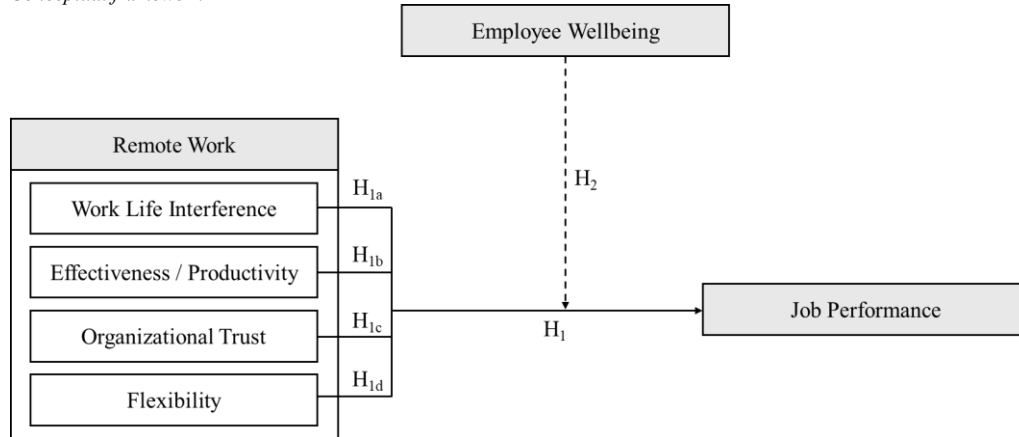 Employee Wellbeing
Remote Work
H1a
Work Life Interference
H2
H1b
Effectiveness / Productivity
H1c
Organizational Trust
H1
Job Performance
H1d
Flexibility